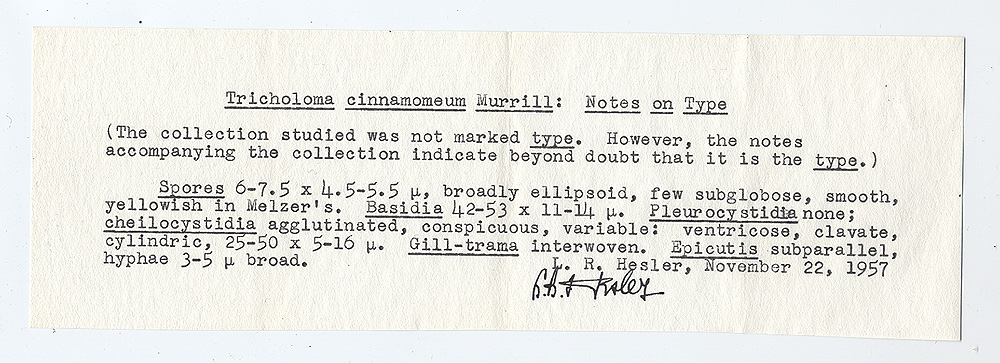 Tricholoma cinnamomeum Murrill: Notes on Type
(The collection studied was not marked type. However, the notes
accompanying the collection indicate beyond doubt that it is the type.)
Spores 6-7.5 x 4.5-5.5 µ, broadly ellipsoid, few subglobose, smooth,
yellowish in Melzer's. Basidia 42-53 x 11-14 µ. Pleurocystidia none;
cheilocystidia agglutinated, conspicuous, variable: ventricose, clavate,
cylindric, 25-50 x 5-16 µ. Gill-trama interwoven. Epicutis subparallel,
hyphae 3-5 µ broad.
L. R. Hesler, November 22, 1957
L. R. Hesler